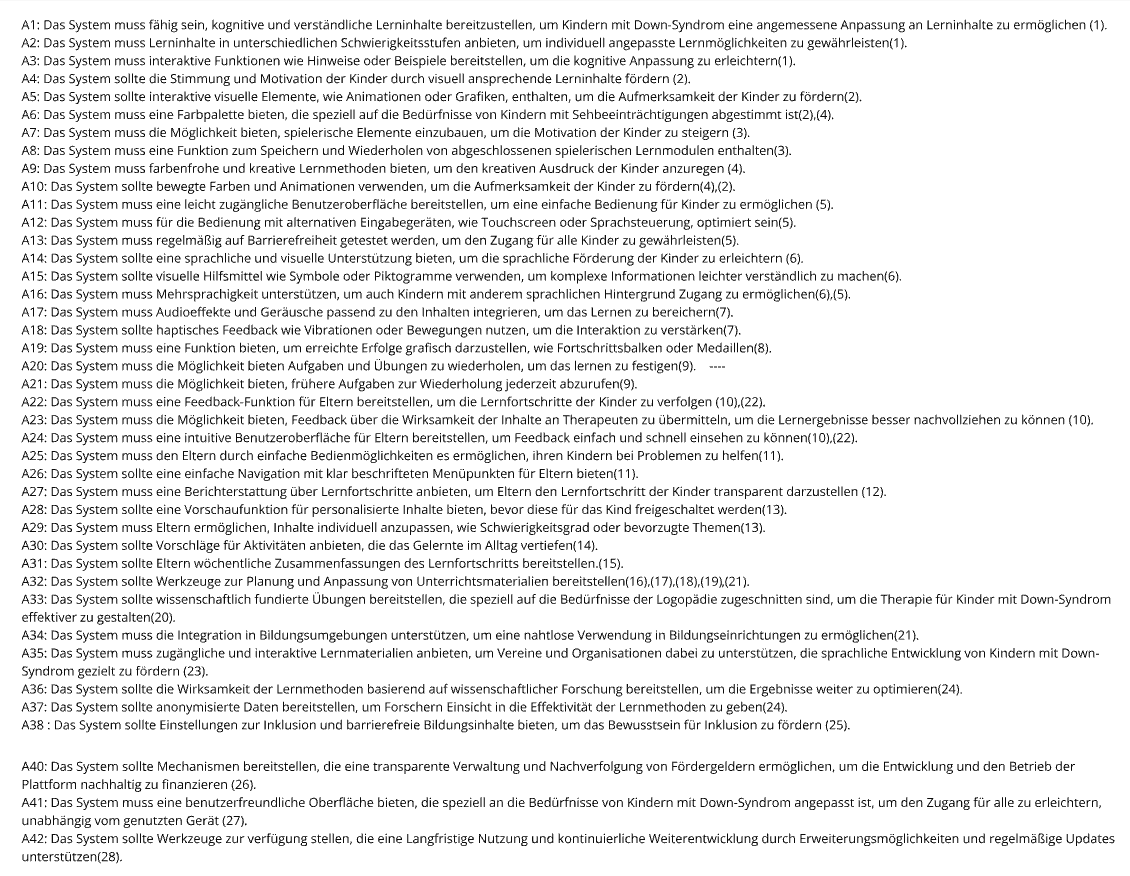 A1: Das System muss fähig sein, kognitive und verständliche Lerninhalte bereitzustellen, um Kindern mit Down-Syndrom eine angemessene Anpassung an Lerninhalte zu ermöglichen (1).
A2: Das System muss Lerninhalte in unterschiedlichen Schwierigkeitsstufen anbieten, um individuell angepasste Lernmöglichkeiten zu gewährleisten(1).
A3: Das System muss interaktive Funktionen wie Hinweise oder Beispiele bereitstellen, um die kognitive Anpassung zu erleichtern(1).
A4: Das System sollte die Stimmung und Motivation der Kinder durch visuell ansprechende Lerninhalte fördern (2).
A5: Das System sollte interaktive visuelle Elemente, wie Animationen oder Grafiken, enthalten, um die Aufmerksamkeit der Kinder zu fördern(2).
A6: Das System muss eine Farbpalette bieten, die speziell auf die Bedürfnisse von Kindern mit Sehbeeinträchtigungen abgestimmt ist(2),(4).
A7: Das System muss die Möglichkeit bieten, spielerische Elemente einzubauen, um die Motivation der Kinder zu steigern (3).
A8: Das System muss eine Funktion zum Speichern und Wiederholen von abgeschlossenen spielerischen Lernmodulen enthalten(3).
A9: Das System muss farbenfrohe und kreative Lernmethoden bieten, um den kreativen Ausdruck der Kinder anzuregen (4).
A10: Das System sollte bewegte Farben und Animationen verwenden, um die Aufmerksamkeit der Kinder zu fördern(4),(2).
A11: Das System muss eine leicht zugängliche Benutzeroberfläche bereitstellen, um eine einfache Bedienung für Kinder zu ermöglichen (5).
A12: Das System muss für die Bedienung mit alternativen Eingabegeräten, wie Touchscreen oder Sprachsteuerung, optimiert sein(5).
A13: Das System muss regelmäßig auf Barrierefreiheit getestet werden, um den Zugang für alle Kinder zu gewährleisten(5).
A14: Das System sollte eine sprachliche und visuelle Unterstützung bieten, um die sprachliche Förderung der Kinder zu erleichtern (6).
A15: Das System sollte visuelle Hilfsmittel wie Symbole oder Piktogramme verwenden, um komplexe Informationen leichter verständlich zu machen(6).
A16: Das System muss Mehrsprachigkeit unterstützen, um auch Kindern mit anderem sprachlichen Hintergrund Zugang zu ermöglichen(6),(5).
A17: Das System muss Audioeffekte und Geräusche passend zu den Inhalten integrieren, um das Lernen zu bereichern(7).
A18: Das System sollte haptisches Feedback wie Vibrationen oder Bewegungen nutzen, um die Interaktion zu verstärken(7).
A19: Das System muss eine Funktion bieten, um erreichte Erfolge grafisch darzustellen, wie Fortschrittsbalken oder Medaillen(8).
A20: Das System muss die Möglichkeit bieten Aufgaben und Übungen zu wiederholen, um das lernen zu festigen(9). ----
A21: Das System muss die Möglichkeit bieten, frühere Aufgaben zur Wiederholung jederzeit abzurufen(9).
A22: Das System muss eine Feedback-Funktion für Eltern bereitstellen, um die Lernfortschritte der Kinder zu verfolgen (10),(22).
A23: Das System muss die Möglichkeit bieten, Feedback über die Wirksamkeit der Inhalte an Therapeuten zu übermitteln, um die Lernergebnisse besser nachvollziehen zu können (10).
A24: Das System muss eine intuitive Benutzeroberfläche für Eltern bereitstellen, um Feedback einfach und schnell einsehen zu können(10),(22).
A25: Das System muss den Eltern durch einfache Bedienmöglichkeiten es ermöglichen, ihren Kindern bei Problemen zu helfen(11).
A26: Das System sollte eine einfache Navigation mit klar beschrifteten Menüpunkten für Eltern bieten(11).
A27: Das System muss eine Berichterstattung über Lernfortschritte anbieten, um Eltern den Lernfortschritt der Kinder transparent darzustellen (12).
A28: Das System sollte eine Vorschaufunktion für personalisierte Inhalte bieten, bevor diese für das Kind freigeschaltet werden(13).
A29: Das System muss Eltern ermöglichen, Inhalte individuell anzupassen, wie Schwierigkeitsgrad oder bevorzugte Themen(13).
A30: Das System sollte Vorschläge für Aktivitäten anbieten, die das Gelernte im Alltag vertiefen(14).
A31: Das System sollte Eltern wöchentliche Zusammenfassungen des Lernfortschritts bereitstellen.(15).
A32: Das System sollte Werkzeuge zur Planung und Anpassung von Unterrichtsmaterialien bereitstellen(16),(17),(18),(19),(21).
A33: Das System sollte wissenschaftlich fundierte Übungen bereitstellen, die speziell auf die Bedürfnisse der Logopädie zugeschnitten sind, um die Therapie für Kinder mit Down-Syndrom
effektiver zu gestalten(20).
A34: Das System muss die Integration in Bildungsumgebungen unterstützen, um eine nahtlose Verwendung in Bildungseinrichtungen zu ermöglichen(21).
A35: Das System muss zugängliche und interaktive Lernmaterialien anbieten, um Vereine und Organisationen dabei zu unterstützen, die sprachliche Entwicklung von Kindern mit Down-
Syndrom gezielt zu fördern (23).
A36: Das System sollte die Wirksamkeit der Lernmethoden basierend auf wissenschaftlicher Forschung bereitstellen, um die Ergebnisse weiter zu optimieren(24).
A37: Das System sollte anonymisierte Daten bereitstellen, um Forschern Einsicht in die Effektivität der Lernmethoden zu geben(24).
A38 : Das System sollte Einstellungen zur Inklusion und barrierefreie Bildungsinhalte bieten, um das Bewusstsein für Inklusion zu fördern (25).
A40: Das System sollte Mechanismen bereitstellen, die eine transparente Verwaltung und Nachverfolgung von Fördergeldern ermöglichen, um die Entwicklung und den Betrieb der
Plattform nachhaltig zu finanzieren (26).
A41: Das System muss eine benutzerfreundliche Oberfläche bieten, die speziell an die Bedürfnisse von Kindern mit Down-Syndrom angepasst ist, um den Zugang für alle zu erleichtern,
unabhängig vom genutzten Gerät (27).
A42: Das System sollte Werkzeuge zur verfügung stellen, die eine Langfristige Nutzung und kontinuierliche Weiterentwicklung durch Erweiterungsmöglichkeiten und regelmäßige Updates
unterstützen(28).